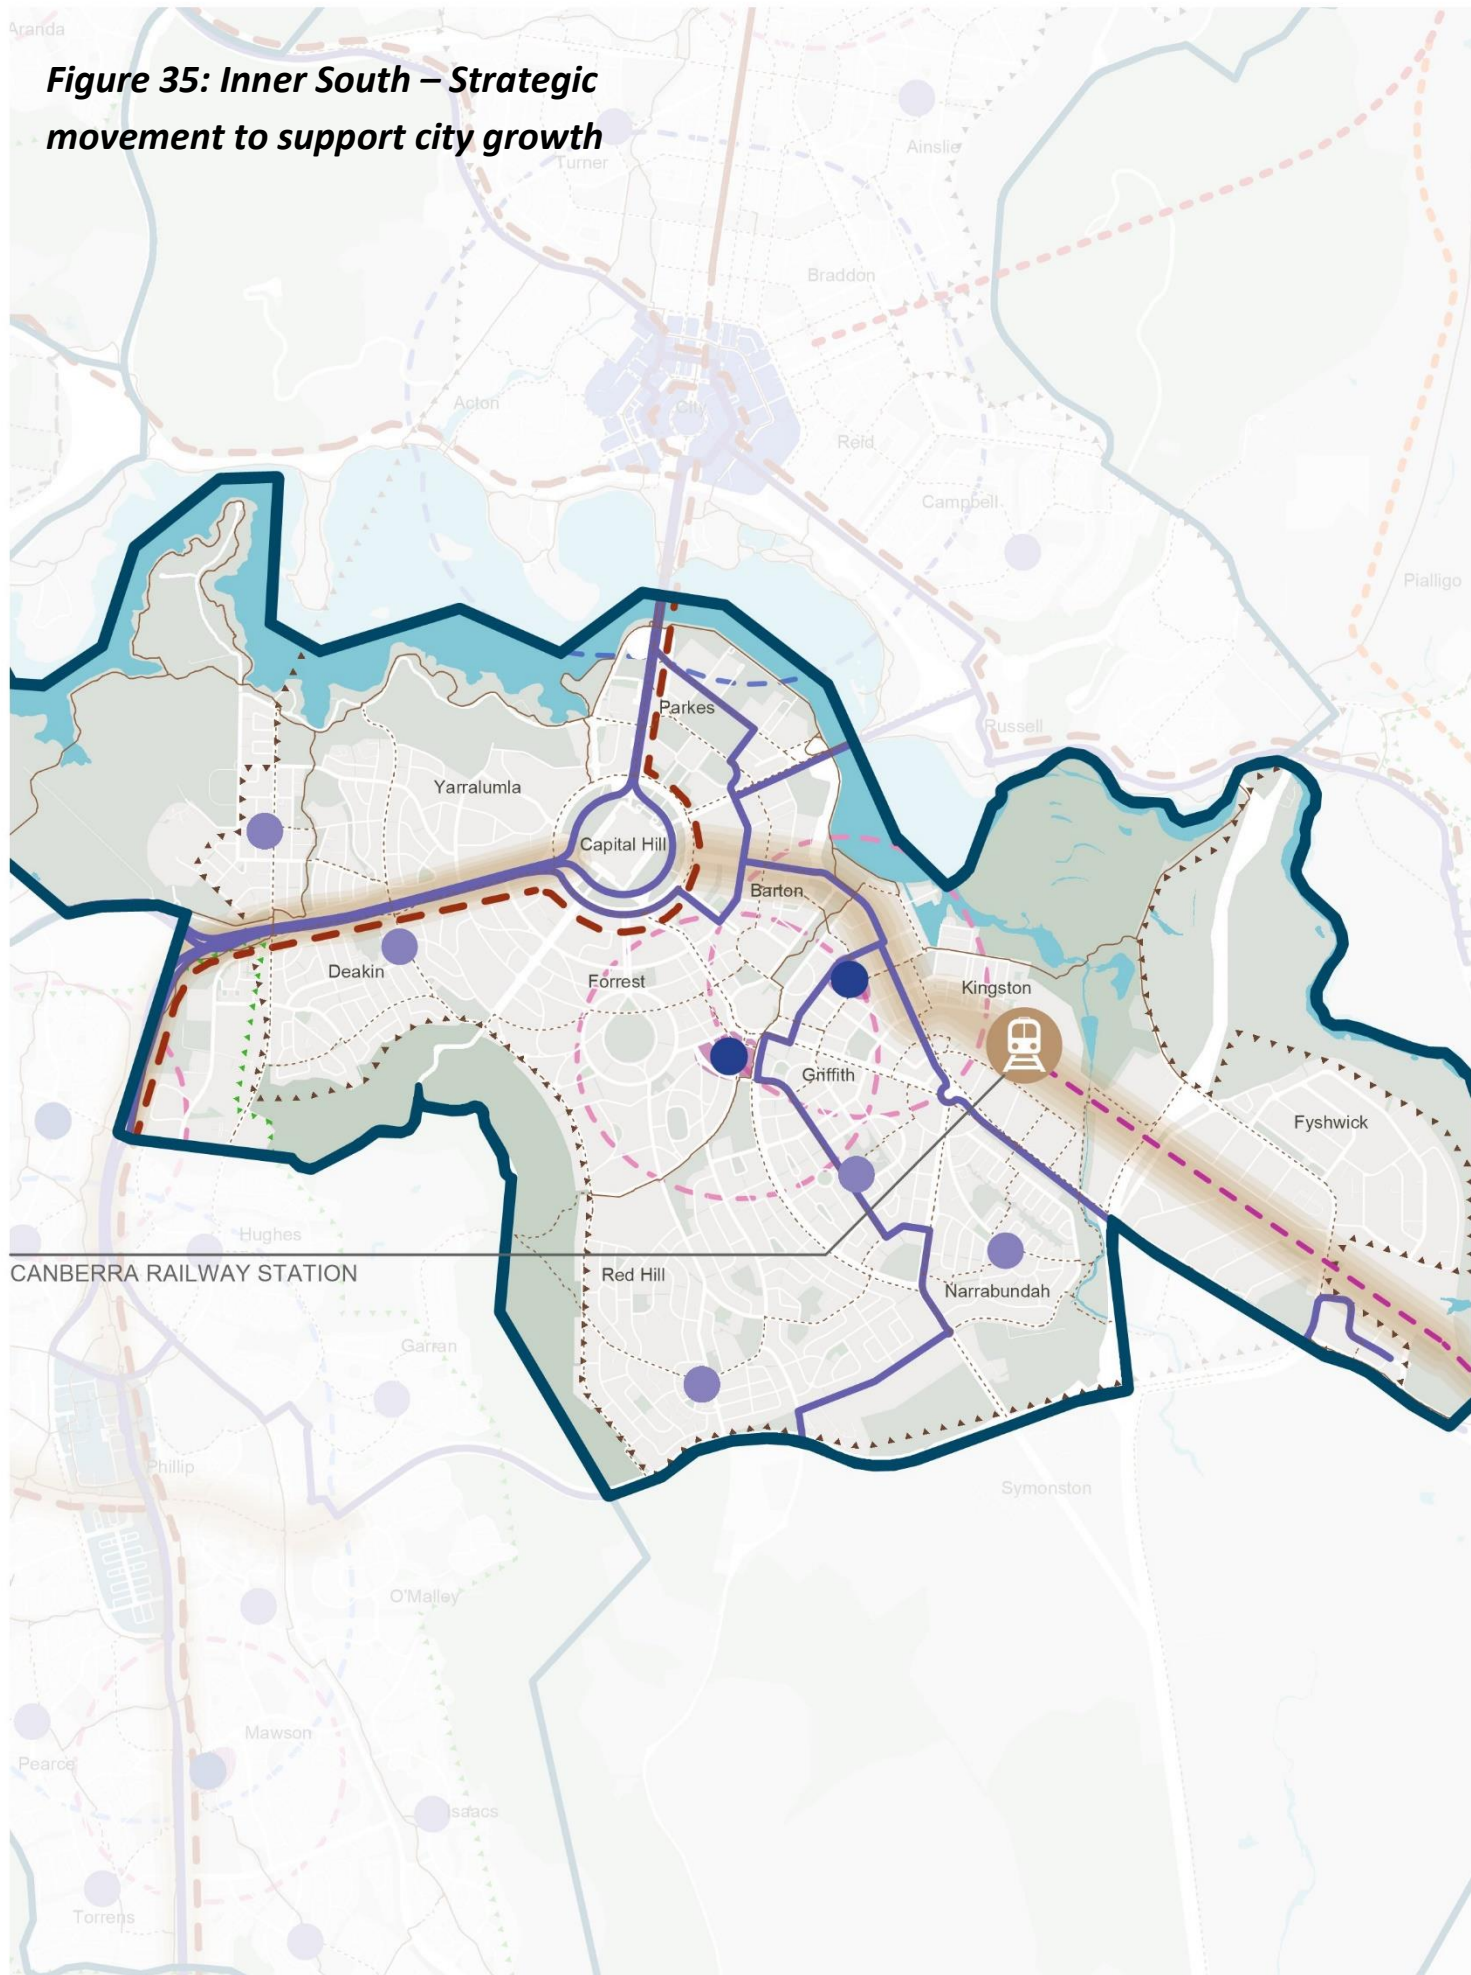 Aranda
Figure 35: Inner South – Strategic
movement to support city growth
Turner
Ainslie
Braddon
Acton
City
Reid
Campbell
Pialligo
Russell
Parkes
Yarralumla
Capital Hill
Barton
Deakin
Forrest
Kingston
Griffith
Fyshwick
Hughes
CANBERRA RAILWAY STATION
Red Hill
Narrabundah
Garran
Phillip
Symonston
O'Malley
Mawson
Pearce
Isaacs
Torrens